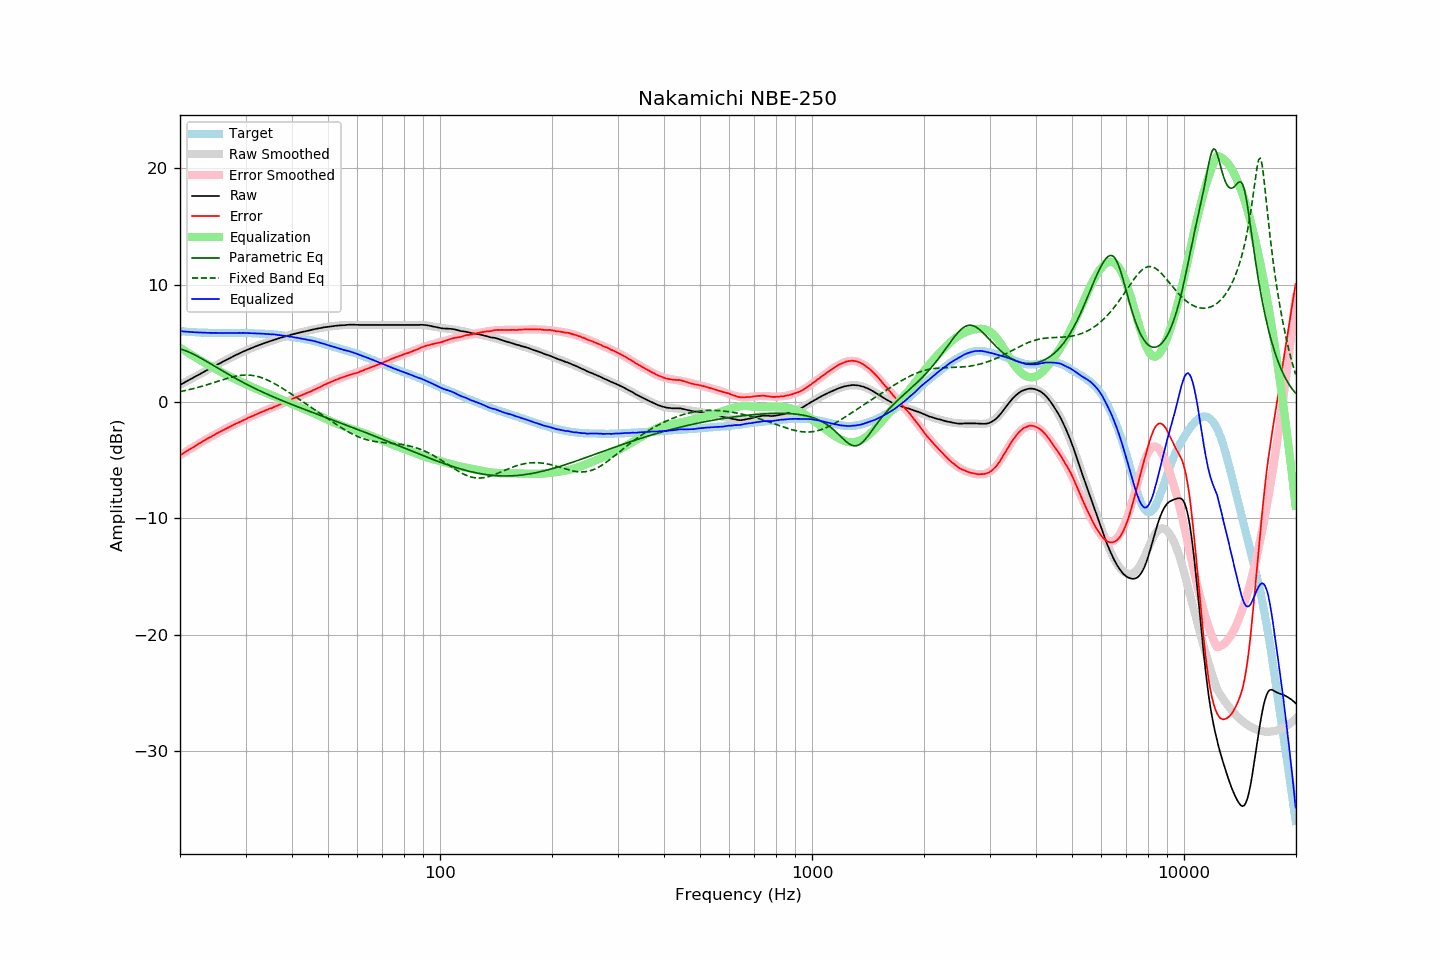 Nakamichi NBE-250
Target
Raw Smoothed
Error Smoothed
Raw
Error
Equalization
Parametric Eq
Fixed Band Eq
Equalized
20
10
0
−10
−20
−30
Amplitude (dBr)
100
1000
10000
Frequency (Hz)